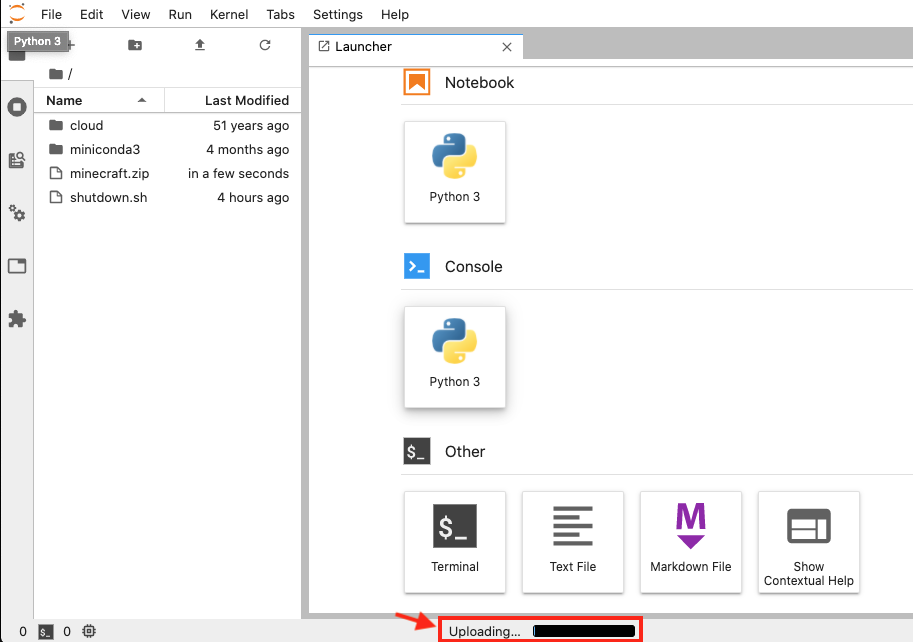 File Edit View Run Kernel Tabs Settings Help
Python 3
Launcher
/
Name Last Modified
cloud 51 years ago
miniconda3 4 months ago
minecraft.zip in a few seconds
shutdown.sh 4 hours ago
Notebook
Python 3
$_ Console
Python 3
$_ Other
$_
Terminal Text File Markdown File Show
Contextual Help
0 $_ 0 Uploading...